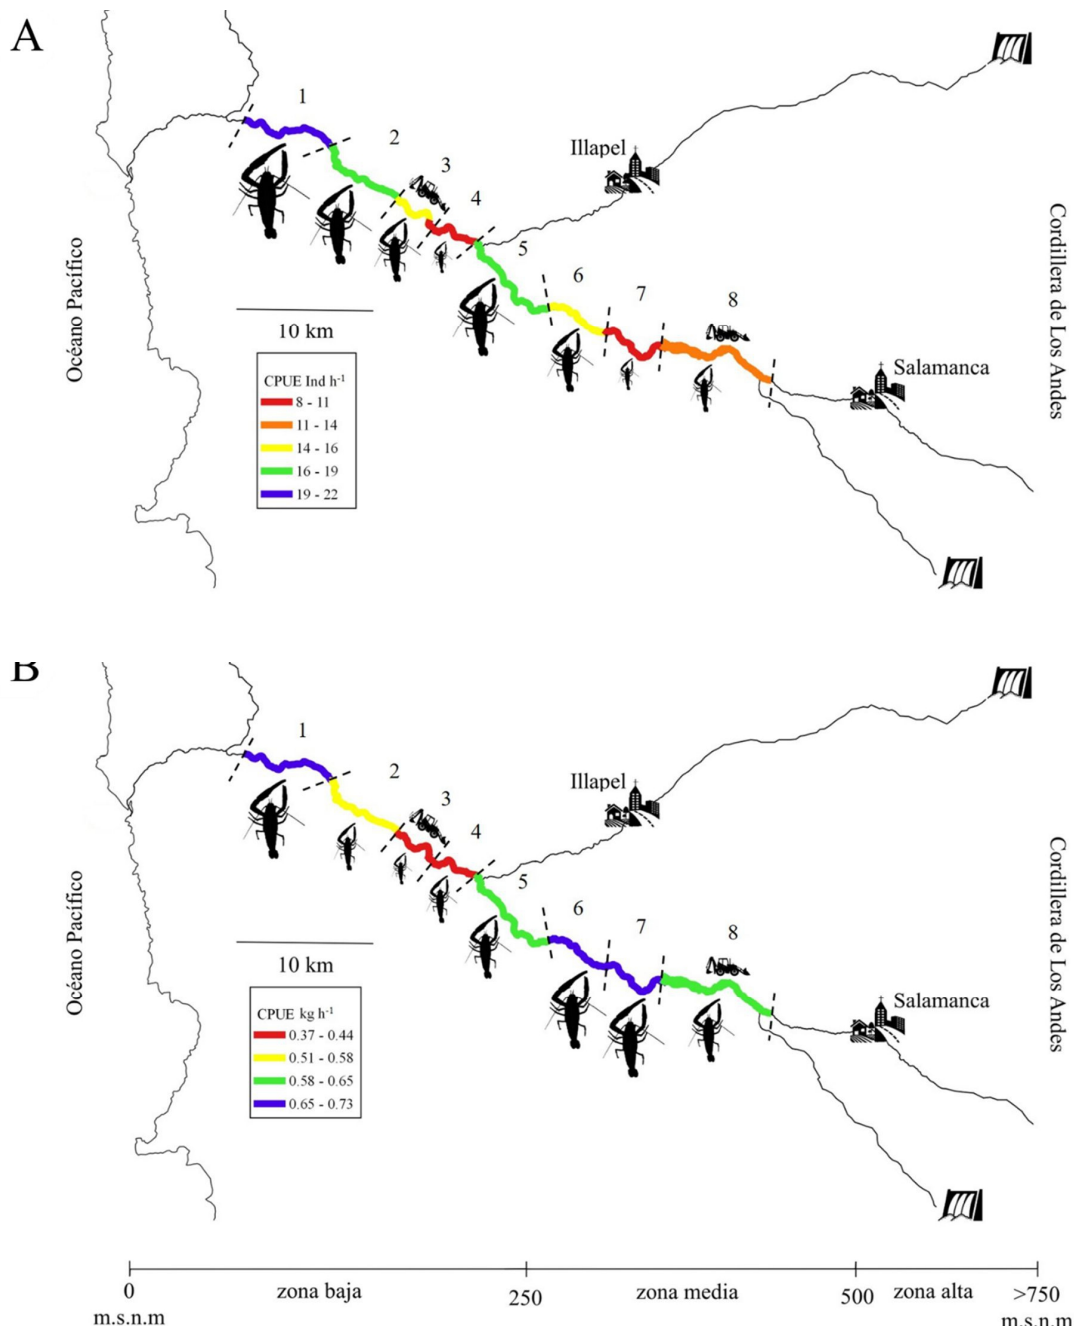 A
1
2
3
4
Illapel
5
6
7
8
Océano Pacífico
Cordillera de Los Andes
10 km
Salamanca
CPUE Ind h⁻¹
8 - 11
11 - 14
14 - 16
16 - 19
19 - 22
B
1
2
3
4
Illapel
5
6
7
8
Océano Pacífico
Cordillera de Los Andes
10 km
Salamanca
CPUE kg h⁻¹
0.37 - 0.44
0.51 - 0.58
0.58 - 0.65
0.65 - 0.73
0 zona baja 250 zona media 500 zona alta >750
m.s.n.m m.s.n.m